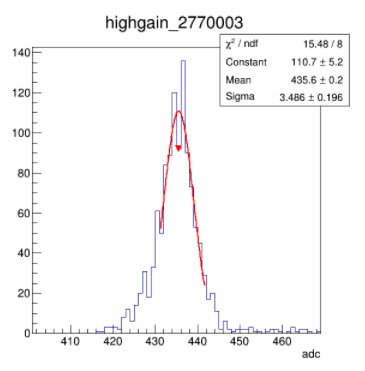 highgain_2770003
χ² / ndf 15.48 / 8
Constant 110.7 ± 5.2
Mean 435.6 ± 0.2
Sigma 3.486 ± 0.196
140
120
100
80
60
40
20
0
410 420 430 440 450 460
adc